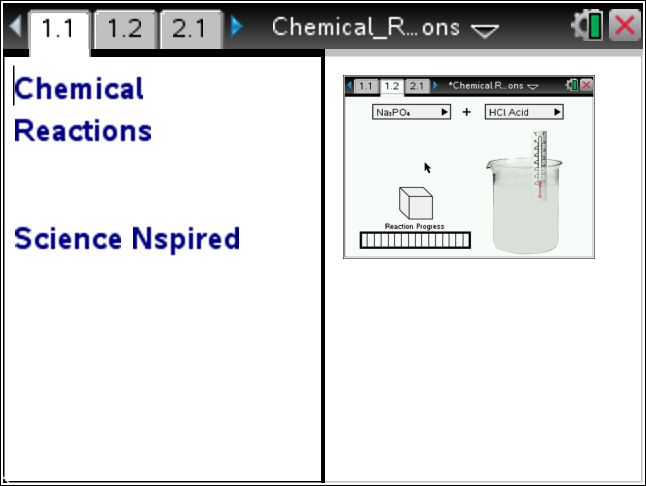 1.1 1.2 2.1 Chemical_R…ons
Chemical
Reactions
Science Nspired
1.1 1.2 2.1 *Chemical R…ons
Na₃PO₄ + HCl Acid
Reaction Progress